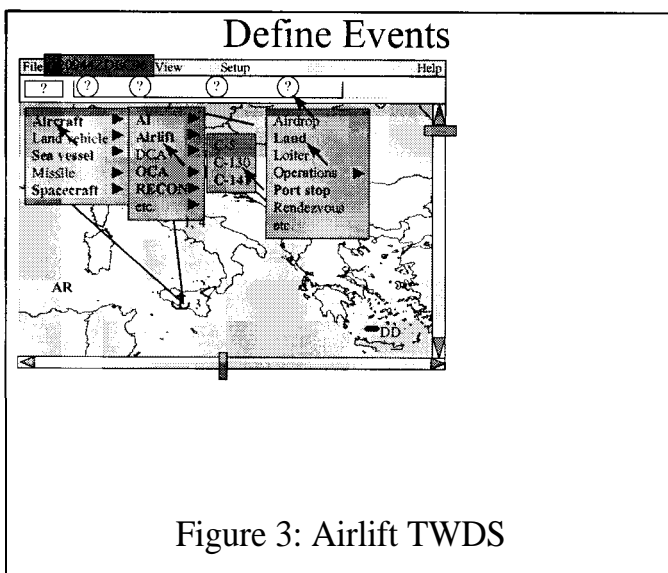 Define Events
File View Setup Help
? ? ? ? ?
Aircraft
Land vehicle
Sea vessel
Missile
Spacecraft
AI
Airlift
DCA
OCA
RECON
etc.
C-5
C-130
C-141
Airdrop
Land
Loiter
Operations
Port stop
Rendezvous
etc.
AR
DD
Figure 3: Airlift TWDS